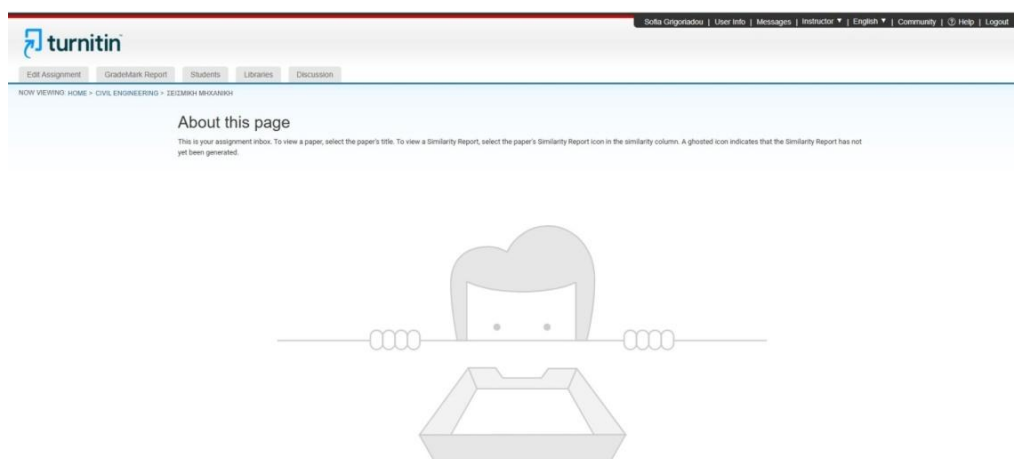 Sofia Grigoriadou | User Info | Messages | Instructor ▼ | English ▼ | Community | ? Help | Logout
turnitin
Edit Assignment GradeMark Report Students Libraries Discussion
NOW VIEWING: HOME > CIVIL ENGINEERING > ΣΕΙΣΜΙΚΗ ΜΗΧΑΝΙΚΗ
About this page
This is your assignment inbox. To view a paper, select the paper's title. To view a Similarity Report, select the paper's Similarity Report icon in the similarity column. A ghosted icon indicates that the Similarity Report has not
yet been generated.